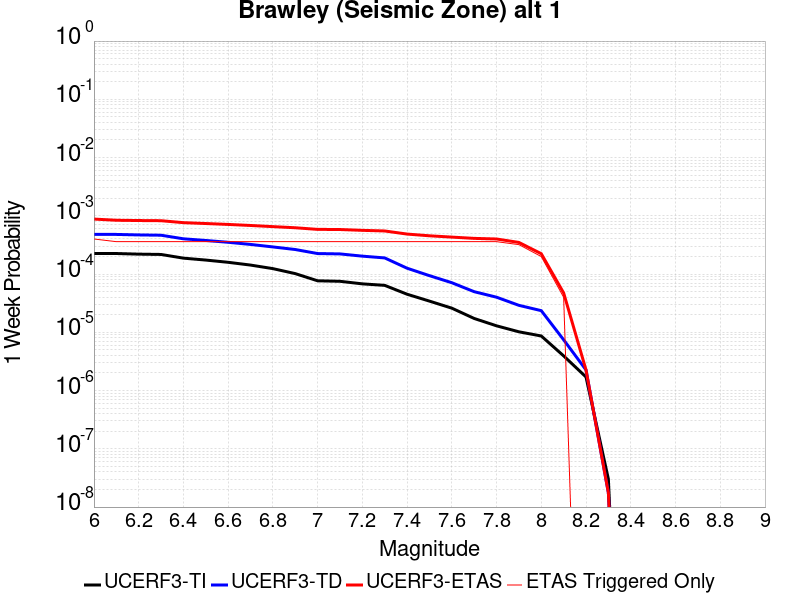 Brawley (Seismic Zone) alt 1
10^0
10^-1
10^-2
10^-3
10^-4
10^-5
10^-6
10^-7
10^-8
1 Week Probability
6 6.2 6.4 6.6 6.8 7 7.2 7.4 7.6 7.8 8 8.2 8.4 8.6 8.8 9
Magnitude
UCERF3-TI UCERF3-TD UCERF3-ETAS ETAS Triggered Only